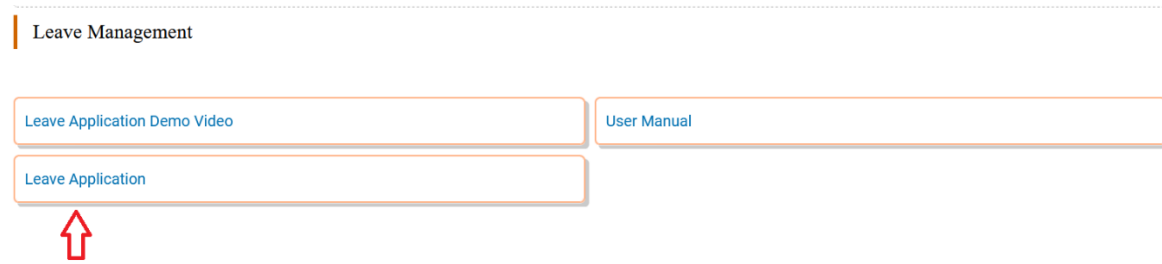 Leave Management
Leave Application Demo Video
User Manual
Leave Application